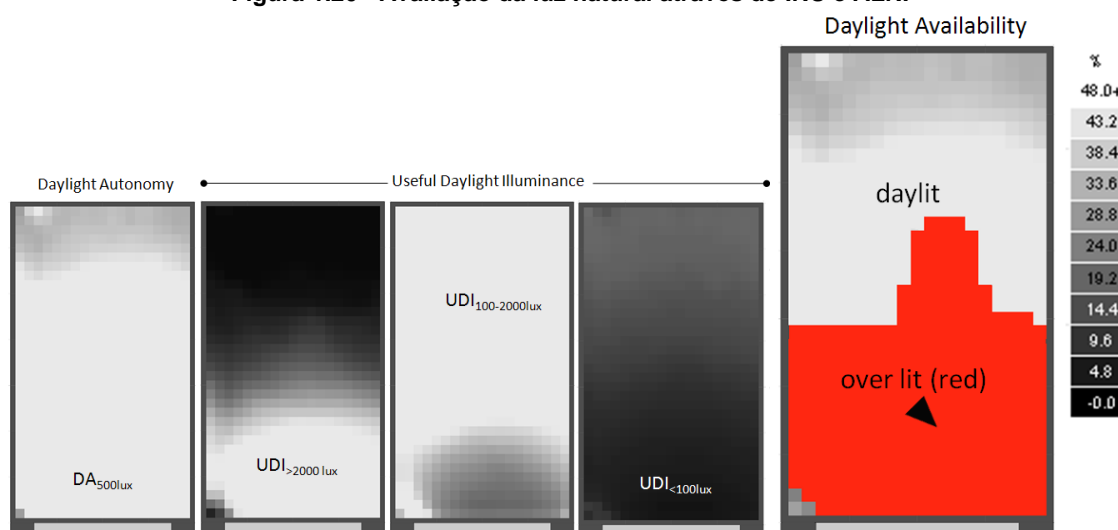 Daylight Availability
%
48.0+
43.2
38.4
33.6
28.8
24.0
19.2
14.4
9.6
4.8
-0.0
Daylight Autonomy
Useful Daylight Illuminance
daylit
over lit (red)
DA500lux
UDI>2000 lux
UDI100-2000lux
UDI<100lux